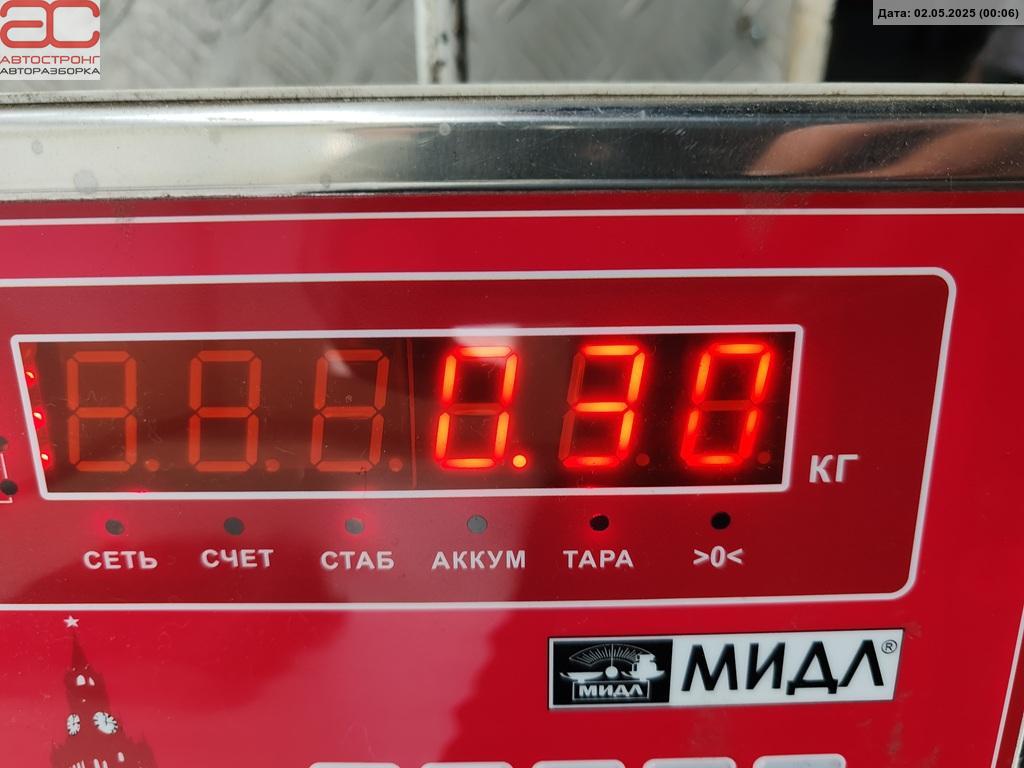 Дата: 02.05.2025 (00:06)
ас
АВТОСТРОНГ
АВТОРАЗБОРКА
0.30
КГ
СЕТЬ СЧЕТ СТАБ АККУМ ТАРА >0<
МИДЛ МИДЛ®